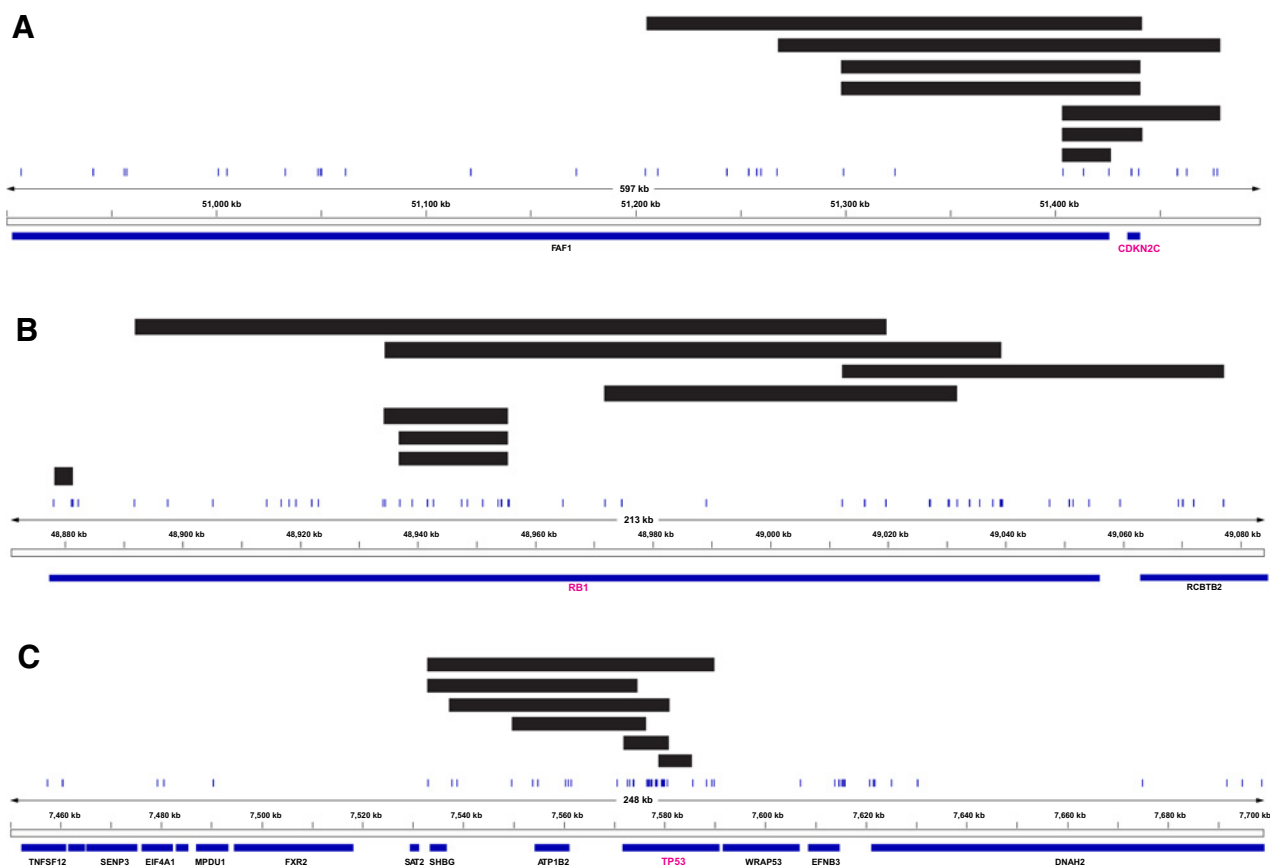 A
597 kb
51,000 kb 51,100 kb 51,200 kb 51,300 kb 51,400 kb
FAF1 CDKN2C
B
213 kb
48,880 kb 48,900 kb 48,920 kb 48,940 kb 48,960 kb 48,980 kb 49,000 kb 49,020 kb 49,040 kb 49,060 kb 49,080 kb
RB1 RCBTB2
C
248 kb
7,460 kb 7,480 kb 7,500 kb 7,520 kb 7,540 kb 7,560 kb 7,580 kb 7,600 kb 7,620 kb 7,640 kb 7,660 kb 7,680 kb 7,700 kb
TNFSF12 SENP3 EIF4A1 MPDU1 FXR2 SAT2 SHBG ATP1B2 TP53 WRAP53 EFNB3 DNAH2